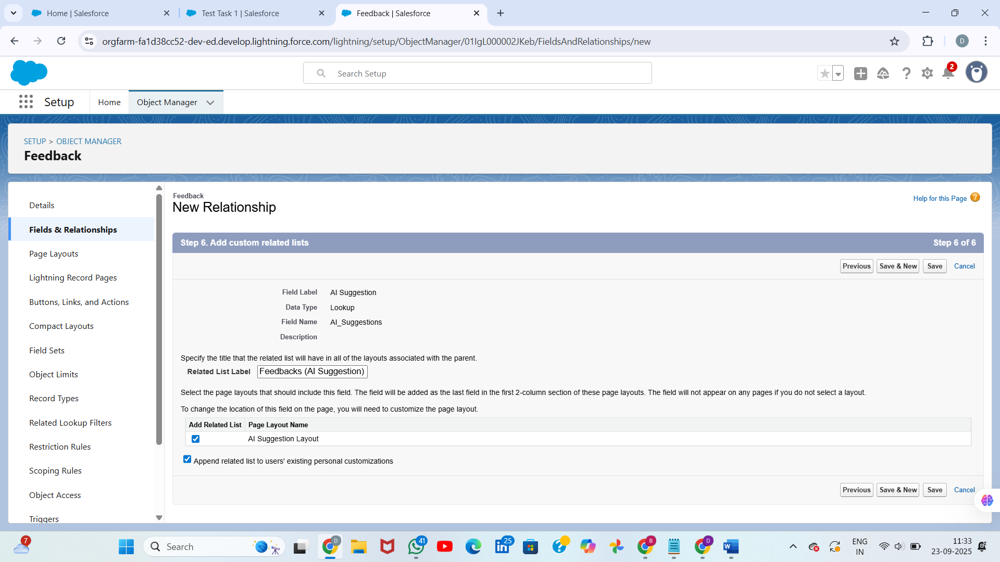 Home | Salesforce
Test Task 1 | Salesforce
Feedback | Salesforce
orgfarm-fa1d38cc52-dev-ed.develop.lightning.force.com/lightning/setup/ObjectManager/01IgL000002JKeb/FieldsAndRelationships/new
D
Search Setup
2
Setup
Home
Object Manager
SETUP > OBJECT MANAGER
Feedback
Details
Fields & Relationships
Page Layouts
Lightning Record Pages
Buttons, Links, and Actions
Compact Layouts
Field Sets
Object Limits
Record Types
Related Lookup Filters
Restriction Rules
Scoping Rules
Object Access
Triggers
Feedback
New Relationship
Help for this Page
Step 6. Add custom related lists
Step 6 of 6
Previous Save & New Save Cancel
Field Label AI Suggestion
Data Type Lookup
Field Name AI_Suggestions
Description
Specify the title that the related list will have in all of the layouts associated with the parent.
Related List Label Feedbacks (AI Suggestion)
Select the page layouts that should include this field. The field will be added as the last field in the first 2-column section of these page layouts. The field will not appear on any pages if you do not select a layout.
To change the location of this field on the page, you will need to customize the page layout.
Add Related List Page Layout Name
AI Suggestion Layout
Append related list to users' existing personal customizations
Previous Save & New Save Cancel
7
Search
D
41
25
B
D
W
ENG
IN
11:33
23-09-2025